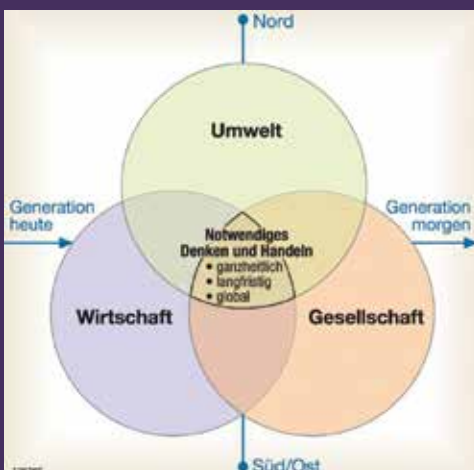 Nord
Umwelt
Generation
heute
Generation
morgen
Notwendiges
Denken und Handeln
• ganzheitlich
• langfristig
• global
Wirtschaft
Gesellschaft
Süd/Ost